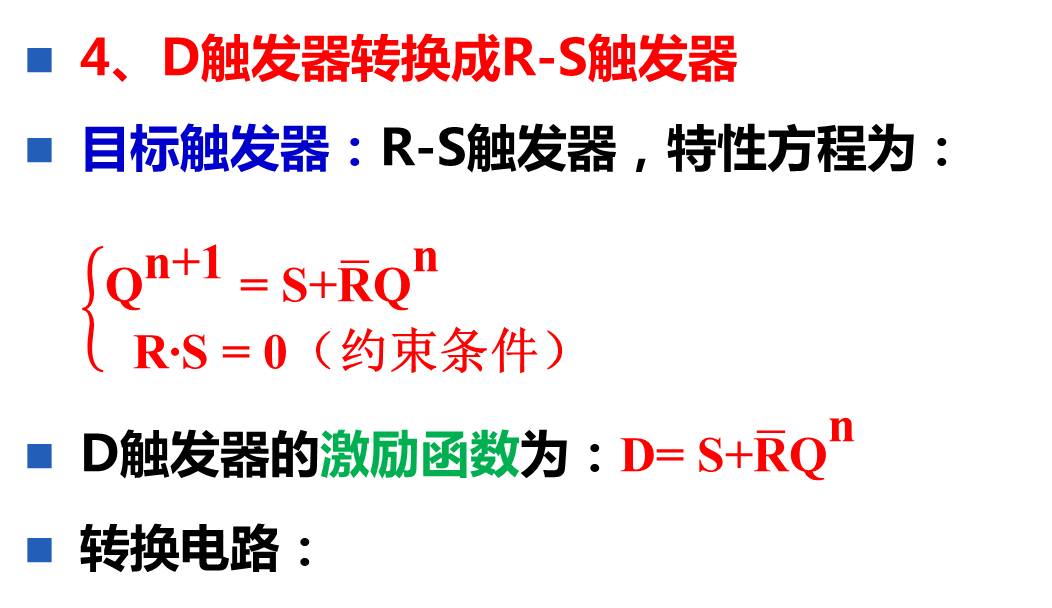 ■ 4、D触发器转换成R-S触发器
■ 目标触发器：R-S触发器，特性方程为：
Qⁿ⁺¹ = S+R̅Qⁿ
R·S = 0（约束条件）
■ D触发器的激励函数为：D= S+R̅Qⁿ
■ 转换电路：